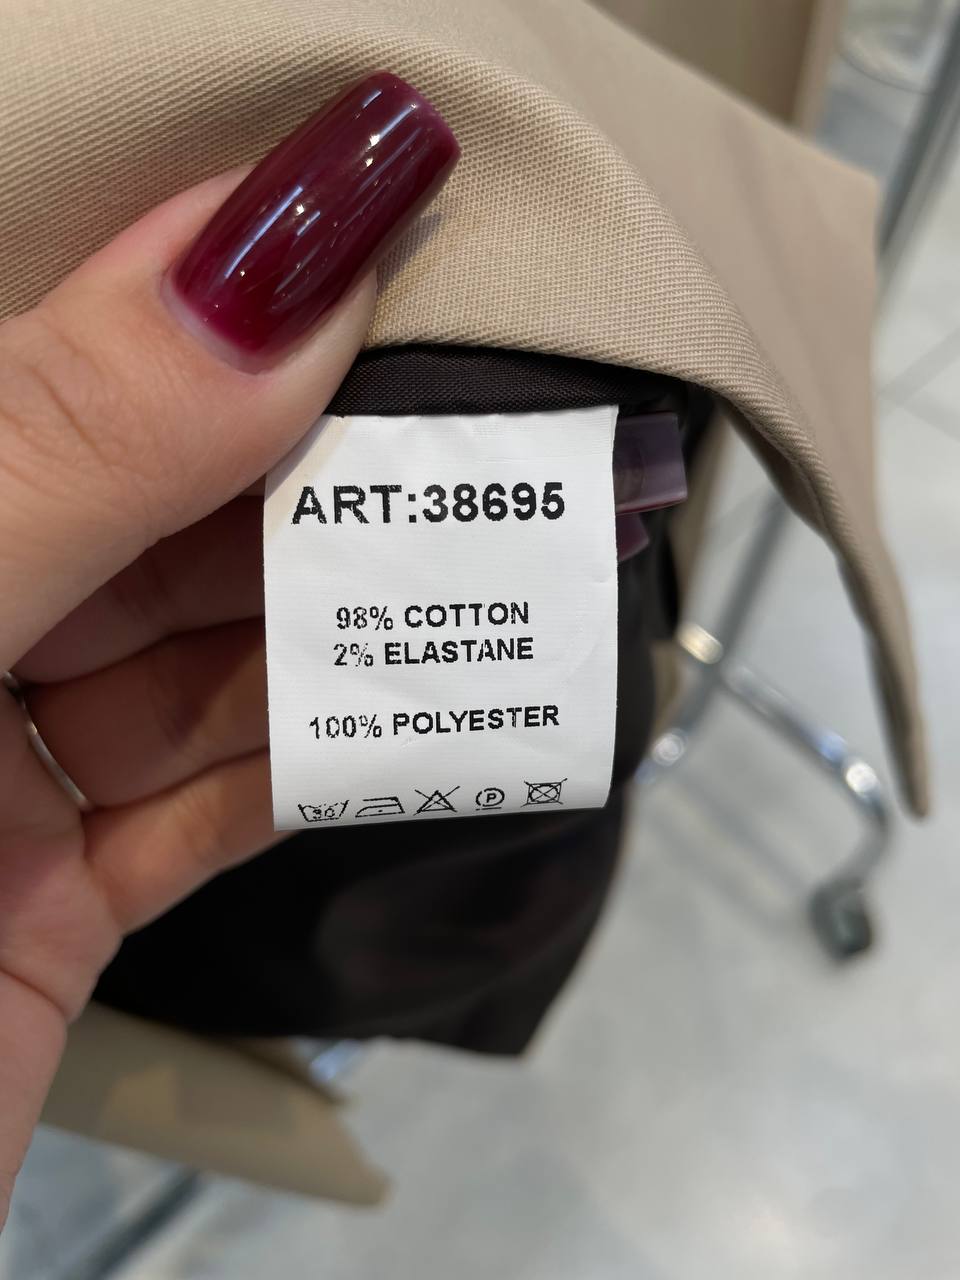 ART:38695
98% COTTON
2% ELASTANE
100% POLYESTER
P